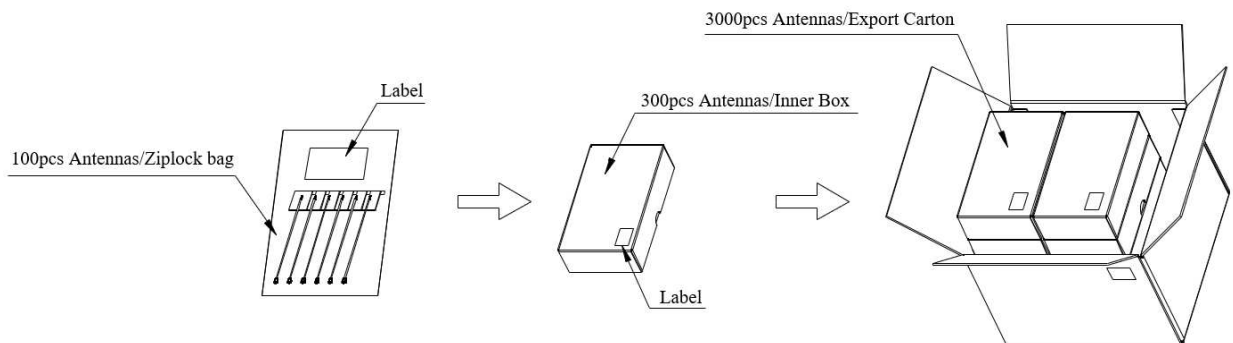 3000pcs Antennas/Export Carton
Label
300pcs Antennas/Inner Box
100pcs Antennas/Ziplock bag
Label